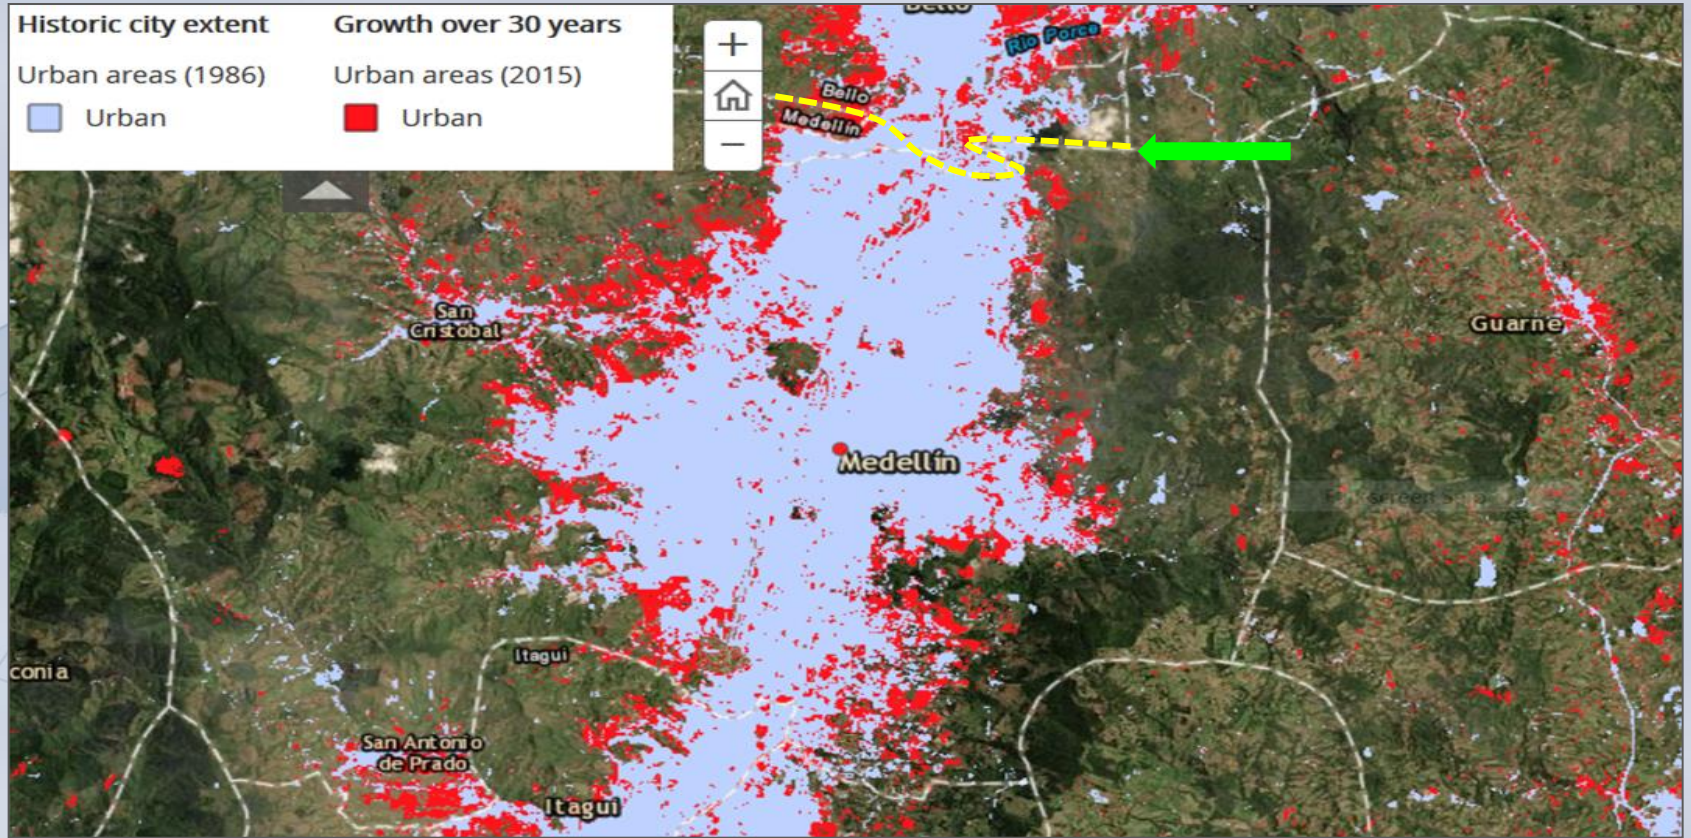 Historic city extent
Growth over 30 years
Urban areas (1986)
Urban areas (2015)
Urban
Urban
Bello
Rio Porce
Bello
Medellín
San
Cristobal
Guarne
Medellín
Itagui
conia
San Antonio
de Prado
Itagui